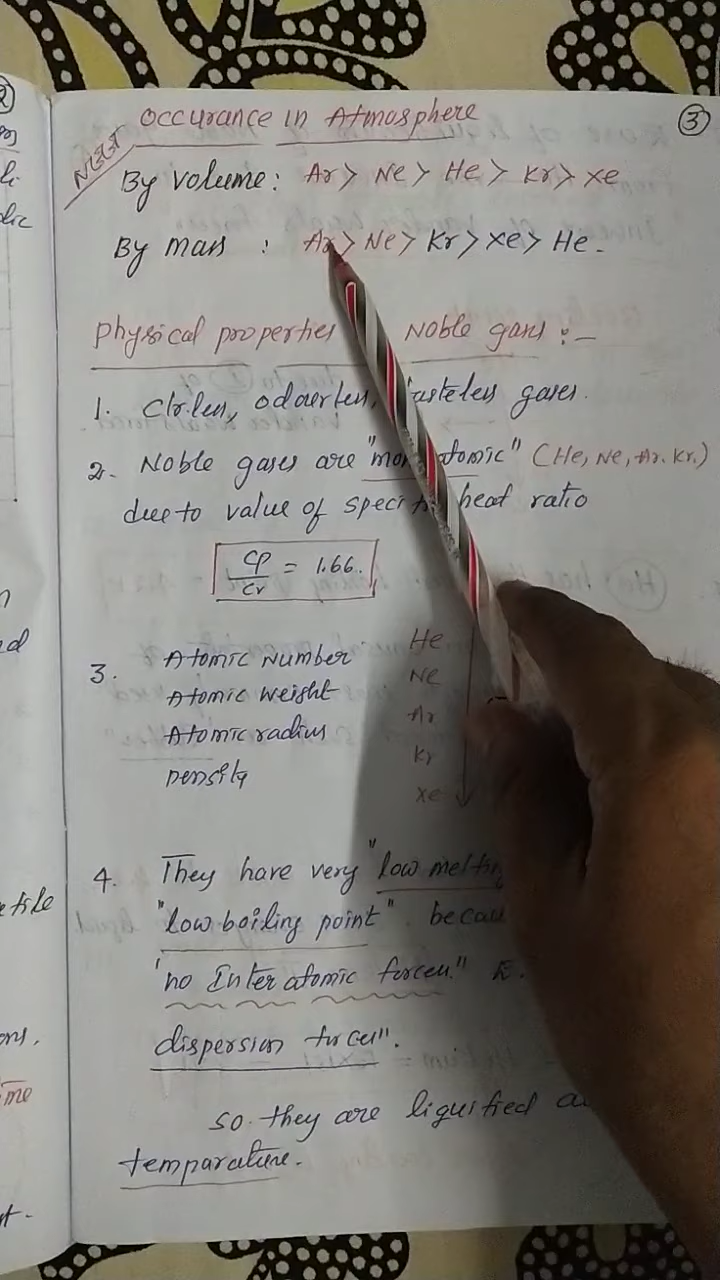 Occurance in Atmosphere
3
By Volume: Ar > Ne > He > Kr > Xe
By mass : Ar > Ne > Kr > Xe > He.
physical properties Noble gases :-
1. Clrless, odourless, tasteless gases.
2. Noble gases are "monoatomic" (He, Ne, Ar. Kr.)
due to value of specific heat ratio
Cp/Cv = 1.66.
3. Atomic Number
Atomic Weight
Atomic radius
Density
He
Ne
Ar
Kr
Xe
4. They have very "low melting
"low boiling point". becau
'no Inter atomic forces."
dispersion forces".
so they are liquified
temparature.